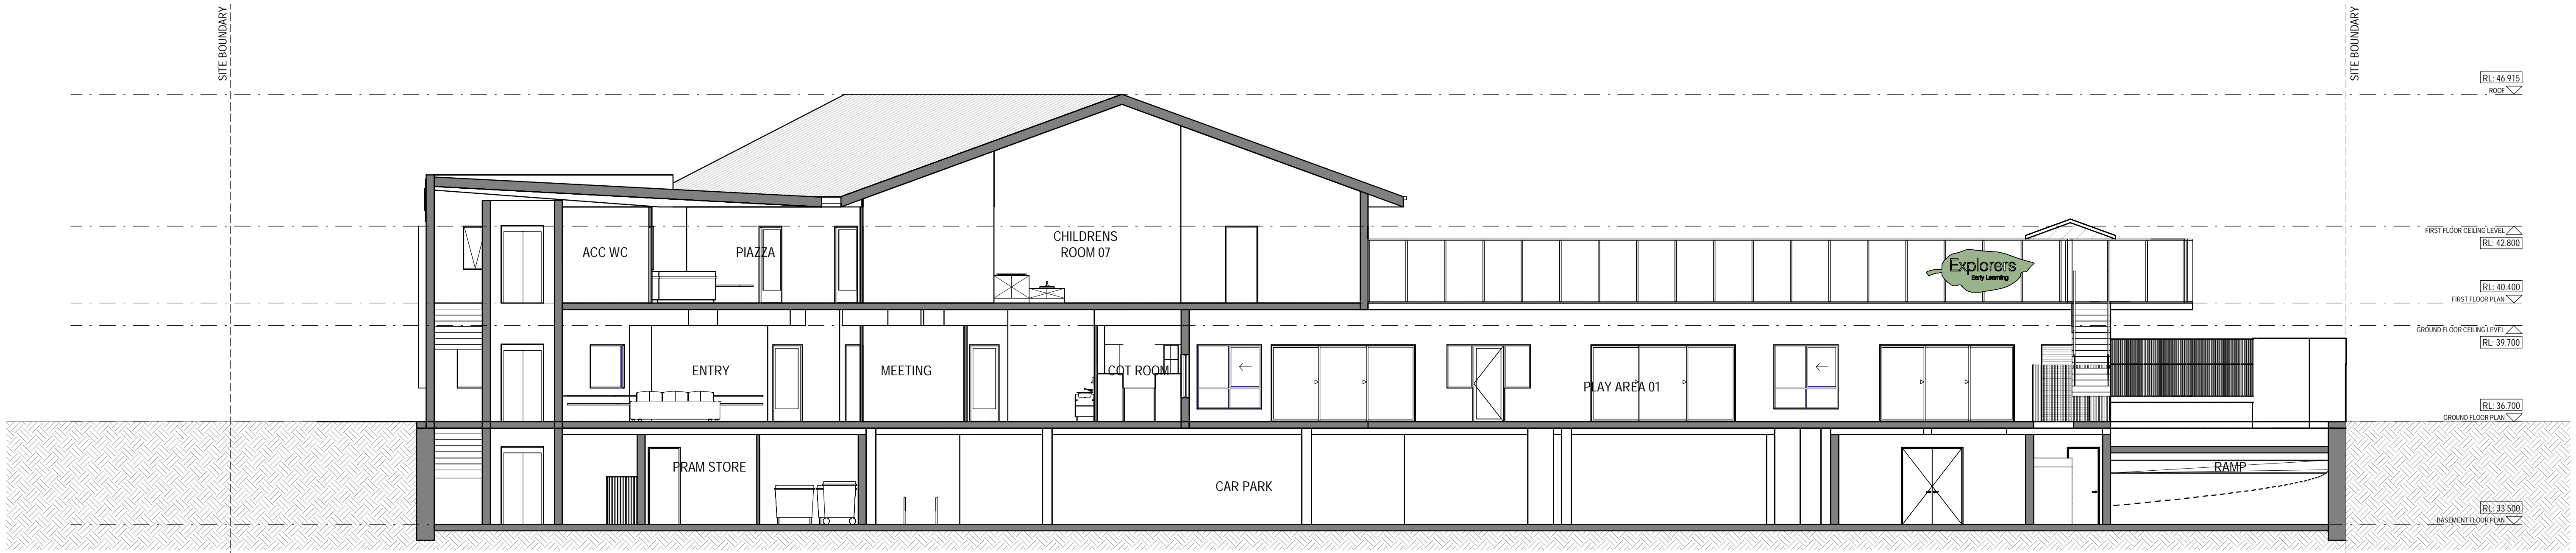 SITE BOUNDARY
SITE BOUNDARY
RL: 46.915
ROOF
FIRST FLOOR CEILING LEVEL
RL: 42.800
RL: 40.400
FIRST FLOOR PLAN
GROUND FLOOR CEILING LEVEL
RL: 39.700
RL: 36.700
GROUND FLOOR PLAN
RL: 33.500
BASEMENT FLOOR PLAN
ACC WC
PIAZZA
CHILDRENS
ROOM 07
Explorers
Early Learning
ENTRY
MEETING
COT ROOM
PLAY AREA 01
PRAM STORE
CAR PARK
RAMP